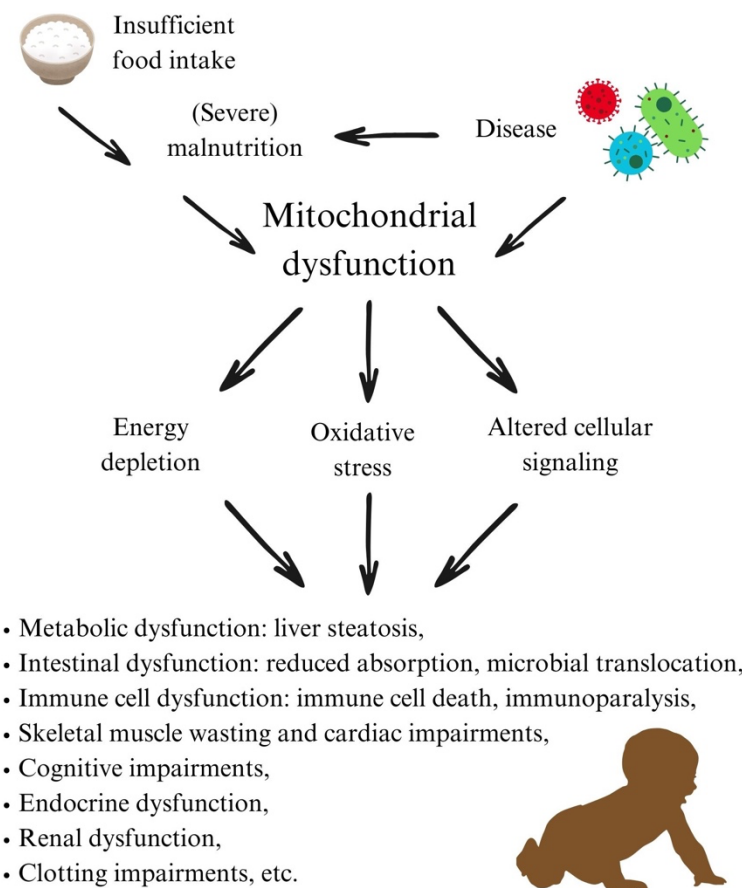 Insufficient
food intake
(Severe)
malnutrition
Disease
Mitochondrial
dysfunction
Energy
depletion
Oxidative
stress
Altered cellular
signaling
• Metabolic dysfunction: liver steatosis,
• Intestinal dysfunction: reduced absorption, microbial translocation,
• Immune cell dysfunction: immune cell death, immunoparalysis,
• Skeletal muscle wasting and cardiac impairments,
• Cognitive impairments,
• Endocrine dysfunction,
• Renal dysfunction,
• Clotting impairments, etc.